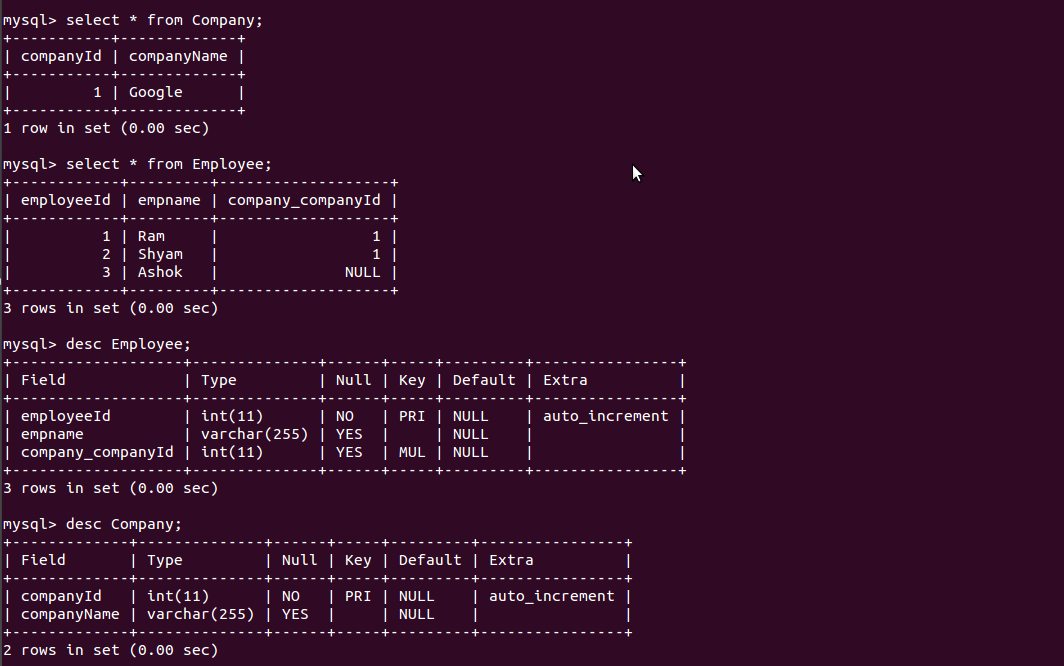 mysql> select * from Company;
+-----------+-------------+
| companyId | companyName |
+-----------+-------------+
|         1 | Google      |
+-----------+-------------+
1 row in set (0.00 sec)

mysql> select * from Employee;
+------------+---------+-------------------+
| employeeId | empname | company_companyId |
+------------+---------+-------------------+
|          1 | Ram     |                 1 |
|          2 | Shyam   |                 1 |
|          3 | Ashok   |              NULL |
+------------+---------+-------------------+
3 rows in set (0.00 sec)

mysql> desc Employee;
+-------------------+--------------+------+-----+---------+----------------+
| Field             | Type         | Null | Key | Default | Extra          |
+-------------------+--------------+------+-----+---------+----------------+
| employeeId        | int(11)      | NO   | PRI | NULL    | auto_increment |
| empname           | varchar(255) | YES  |     | NULL    |                |
| company_companyId | int(11)      | YES  | MUL | NULL    |                |
+-------------------+--------------+------+-----+---------+----------------+
3 rows in set (0.00 sec)

mysql> desc Company;
+-------------+--------------+------+-----+---------+----------------+
| Field       | Type         | Null | Key | Default | Extra          |
+-------------+--------------+------+-----+---------+----------------+
| companyId   | int(11)      | NO   | PRI | NULL    | auto_increment |
| companyName | varchar(255) | YES  |     | NULL    |                |
+-------------+--------------+------+-----+---------+----------------+
2 rows in set (0.00 sec)